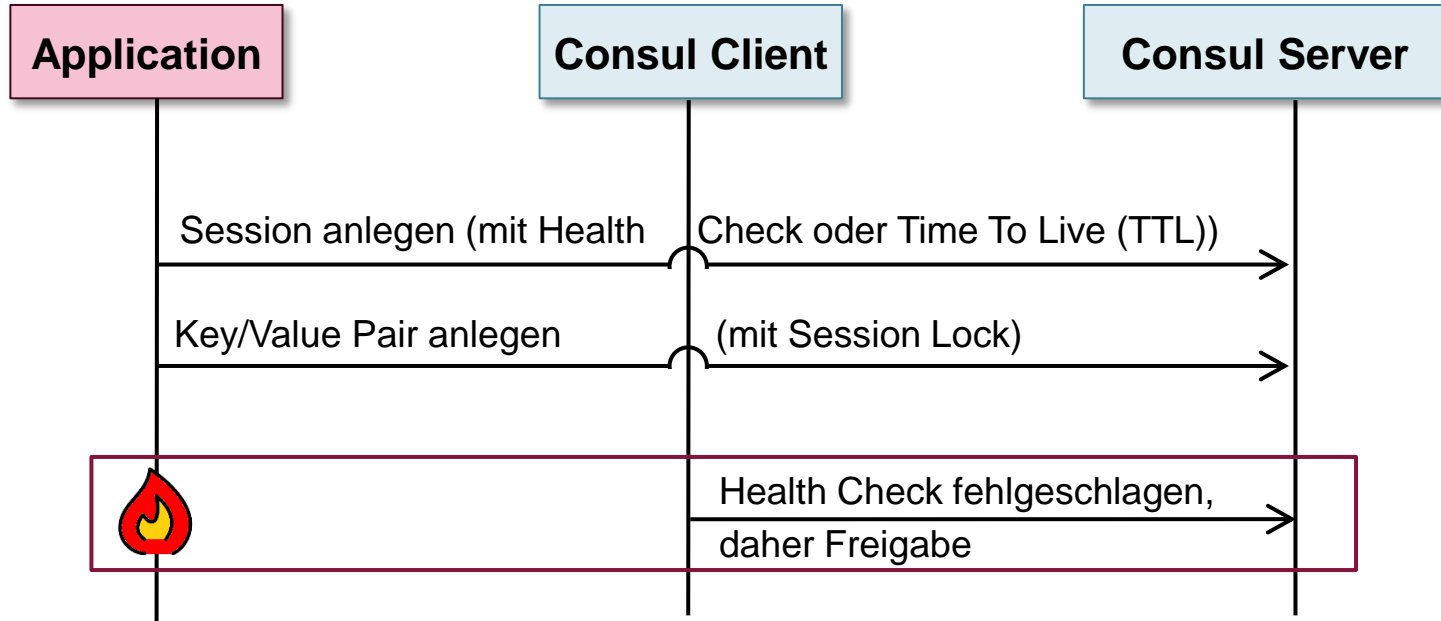 Application
Consul Client
Consul Server
Session anlegen (mit Health Check oder Time To Live (TTL))
Key/Value Pair anlegen (mit Session Lock)
Health Check fehlgeschlagen,
daher Freigabe